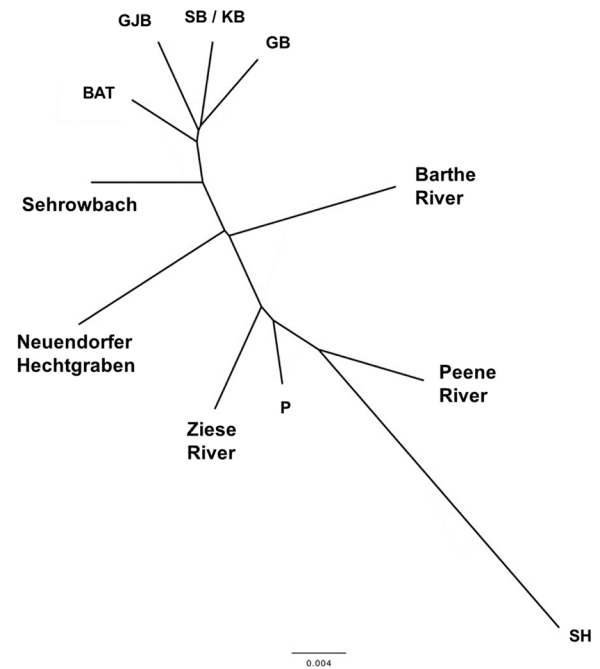 GJB
SB / KB
GB
BAT
Sehrowbach
Barthe
River
Neuendorfer
Hechtgraben
Ziese
River
P
Peene
River
SH
0.004